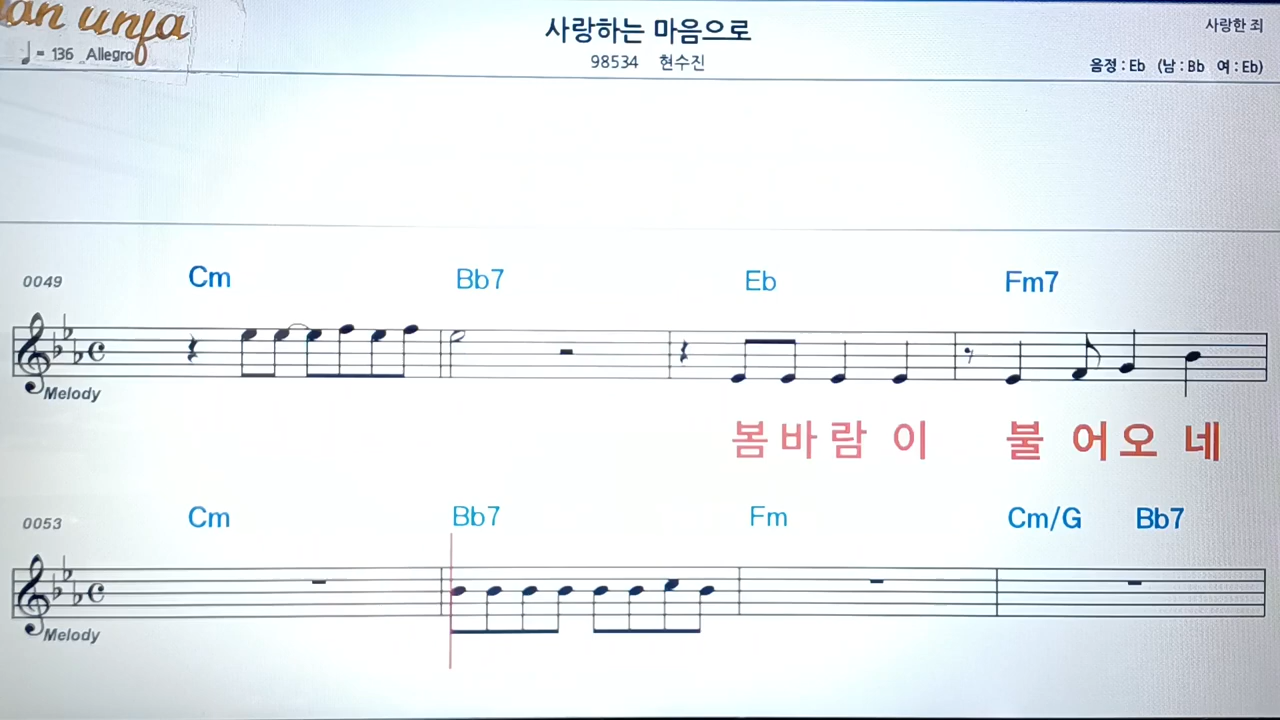 사랑하는 마음으로
사랑한 죄
♩ = 136 Allegro
98534 현수진
음정 : Eb (남 : Bb 여 : Eb)
0049 Cm Bb7 Eb Fm7
Melody
봄 바 람 이 불 어 오 네
0053 Cm Bb7 Fm Cm/G Bb7
Melody